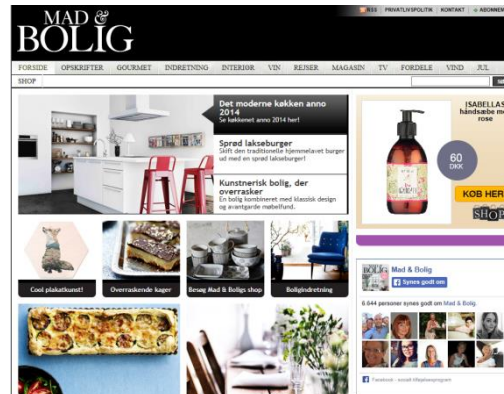 MAD &
BOLIG
RSS PRIVATLIVSPOLITIK KONTAKT
FORSIDE OPSKRIFTER GOURMET INDRETNING INTERIØR VIN REJSER MAGASIN TV FORDELE VIND JUL
SHOP
Det moderne køkken anno
2014
Se køkkenet anno 2014 her!
Sprød lakseburger
Skift den traditionelle hjemmelavet burger
ud med en sprød lakseburger!
Kunstnerisk bolig, der
overrasker
En bolig kombineret med klassisk design
og avantgarde møbelfund.
ISABELLAS
håndsæbe me
rose
60
DKK
KØB HER
SHOP
Cool plakatkunst!
Overraskende kager
Besøg Mad & Boligs shop
Boligindretning
Mad & Bolig
Synes godt om
6.644 personer synes godt om Mad & Bolig.